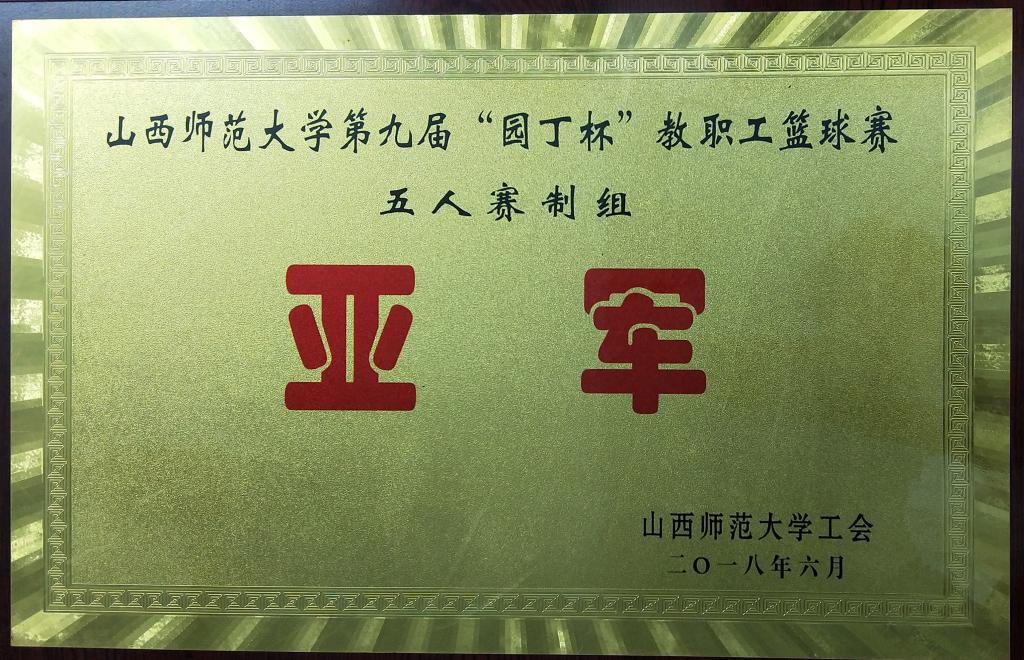 山西师范大学第九届“园丁杯”教职工篮球赛
五人赛制组
亚军
山西师范大学工会
二〇一八年六月